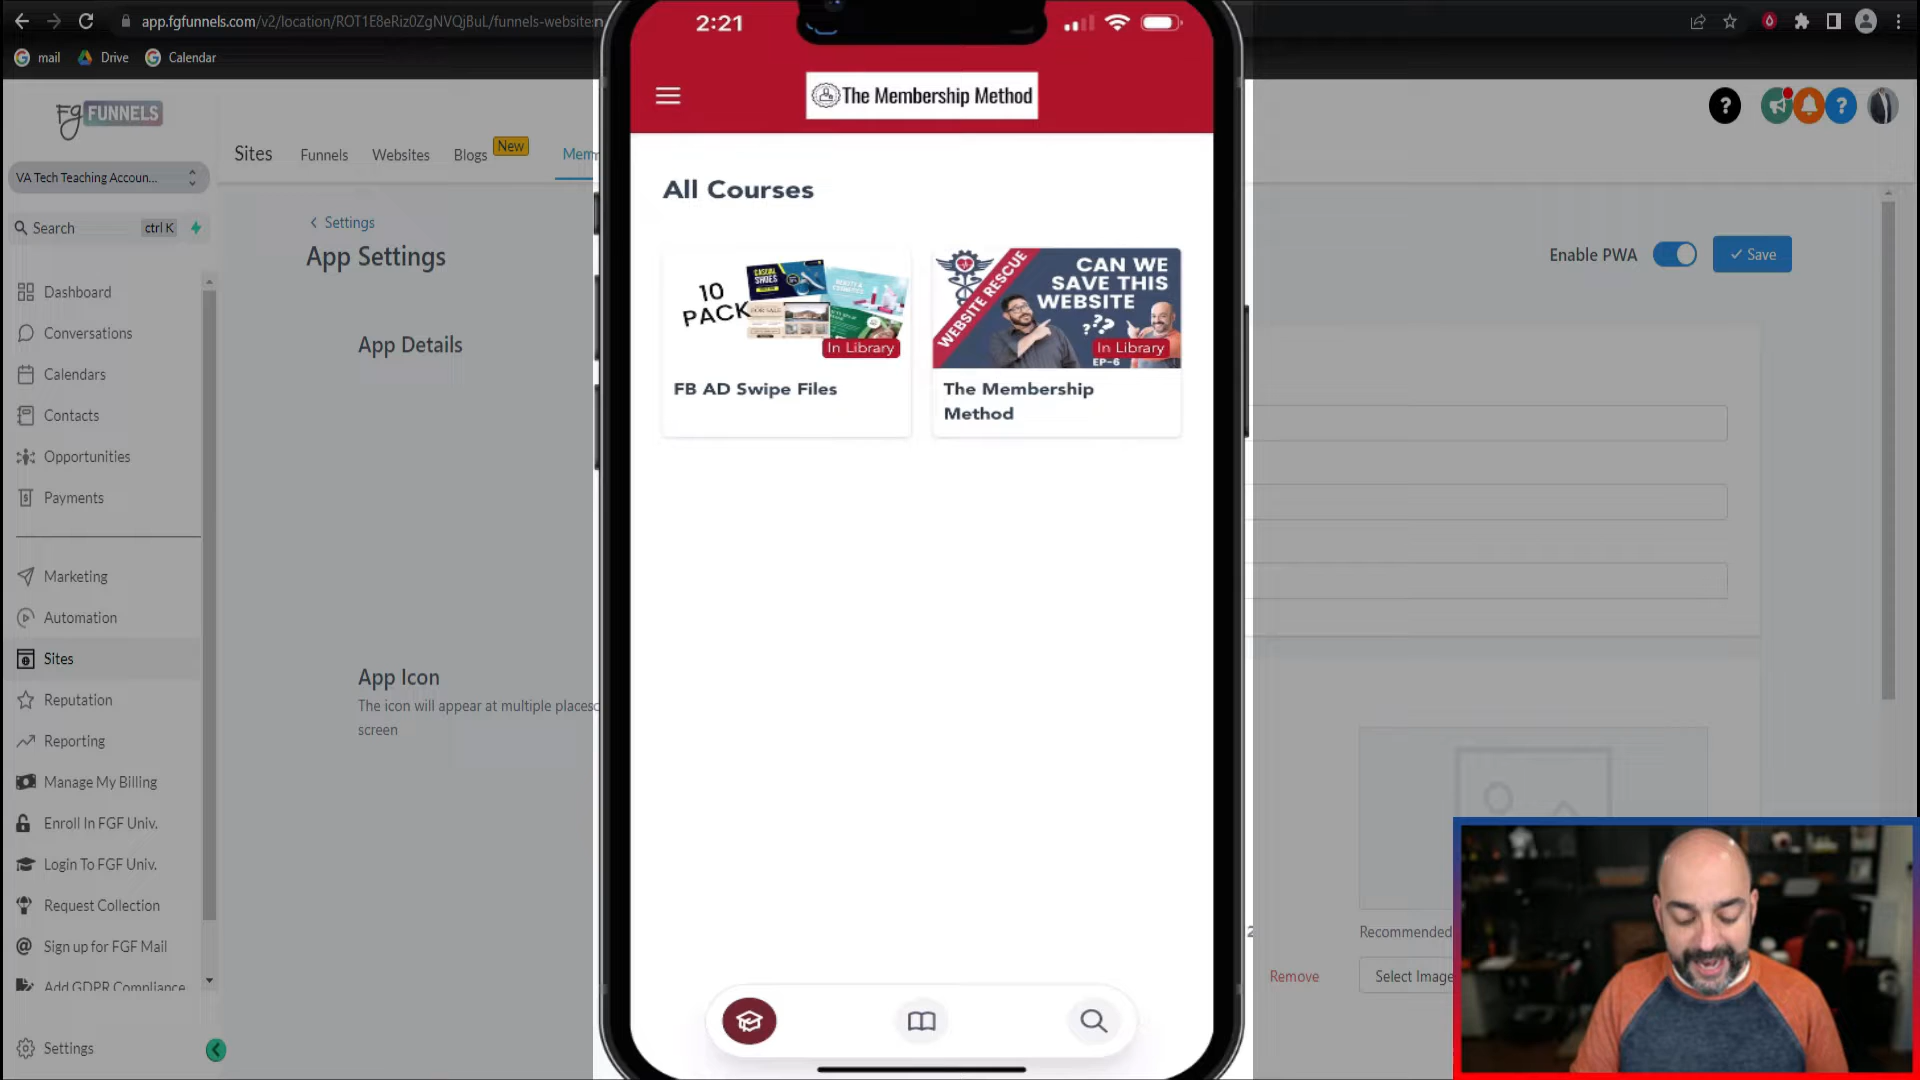 app.fgfunnels.com/v2/location/ROT1E8eRiz0ZgNVQjBuL/funnels-website
mail
Drive
Calendar
fg FUNNELS
VA Tech Teaching Accoun...
Search
ctrl K
Dashboard
Conversations
Calendars
Contacts
Opportunities
Payments
Marketing
Automation
Sites
Reputation
Reporting
Manage My Billing
Enroll In FGF Univ.
Login To FGF Univ.
Request Collection
Sign up for FGF Mail
Add GDPR Compliance
Settings
Sites
Funnels
Websites
Blogs
New
Mem
Settings
App Settings
Enable PWA
Save
App Details
App Icon
The icon will appear at multiple places
screen
2:21
The Membership Method
All Courses
10
PACK
CASUAL
SHOES
In Library
FB AD Swipe Files
WEBSITE RESCUE
CAN WE
SAVE THIS
WEBSITE
???
In Library
EP-6
The Membership
Method
Recommended
Remove
Select Image